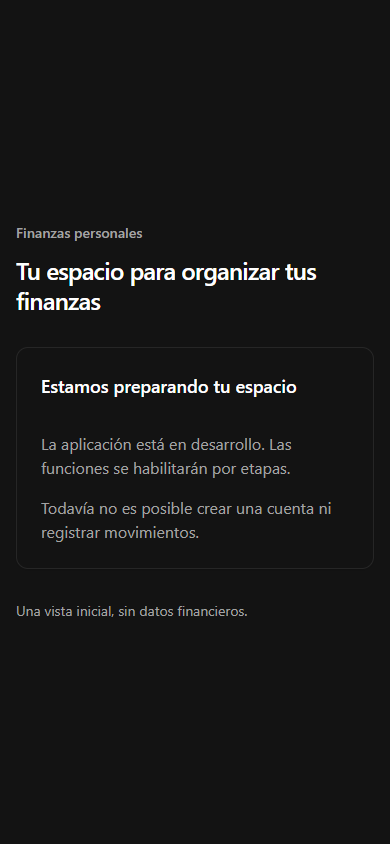 Finanzas personales
Tu espacio para organizar tus
finanzas
Estamos preparando tu espacio
La aplicación está en desarrollo. Las
funciones se habilitarán por etapas.
Todavía no es posible crear una cuenta ni
registrar movimientos.
Una vista inicial, sin datos financieros.